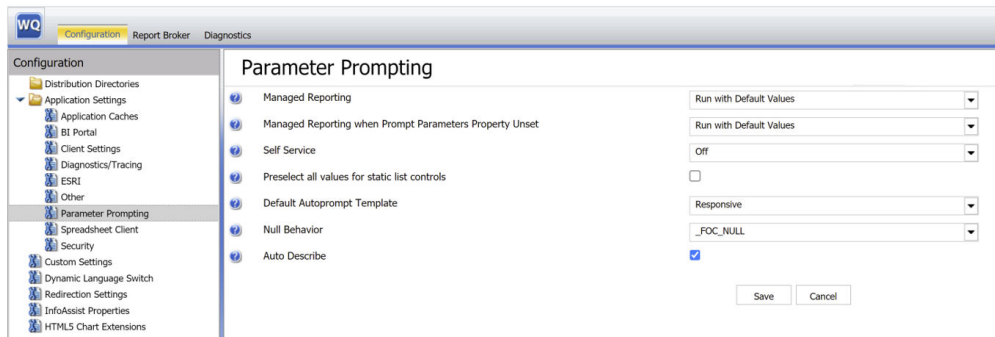 WQ
Configuration Report Broker Diagnostics
Configuration
Distribution Directories
Application Settings
Application Caches
BI Portal
Client Settings
Diagnostics/Tracing
ESRI
Other
Parameter Prompting
Spreadsheet Client
Security
Custom Settings
Dynamic Language Switch
Redirection Settings
InfoAssist Properties
HTML5 Chart Extensions
Parameter Prompting
Managed Reporting Run with Default Values
Managed Reporting when Prompt Parameters Property Unset Run with Default Values
Self Service Off
Preselect all values for static list controls
Default Autoprompt Template Responsive
Null Behavior _FOC_NULL
Auto Describe
Save Cancel